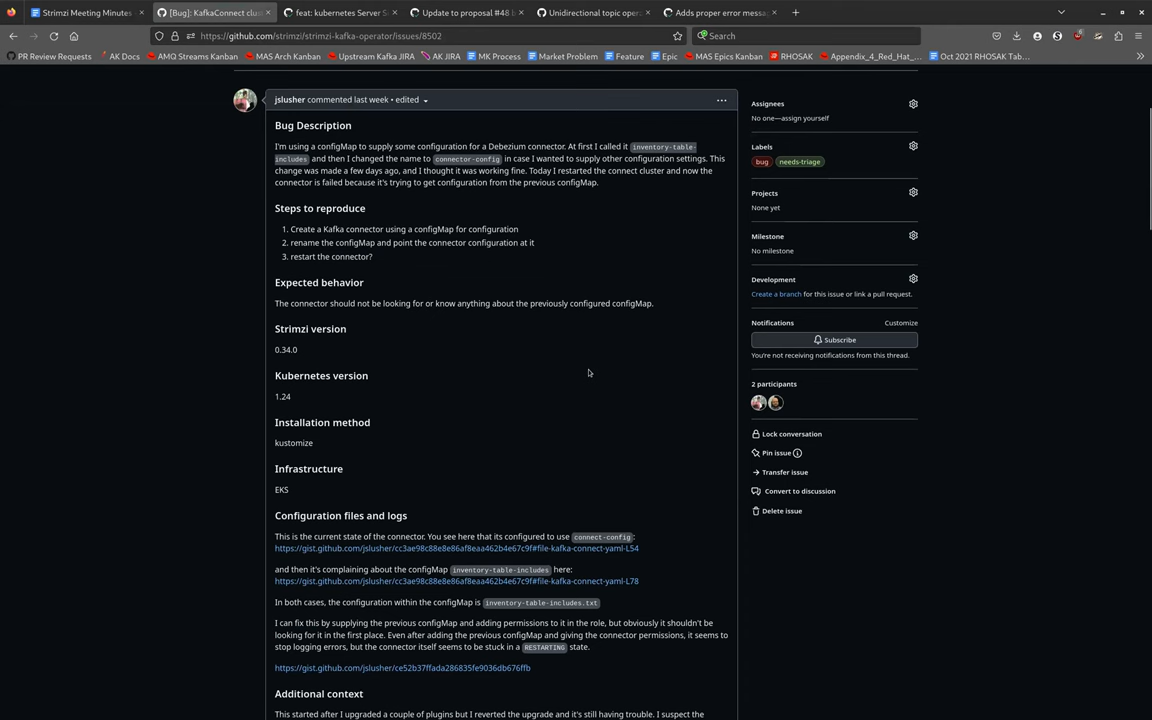 Strimzi Meeting Minutes
[Bug]: KafkaConnect clust
feat: kubernetes Server S
Update to proposal #48 b
Unidirectional topic oper
Adds proper error messa
https://github.com/strimzi/strimzi-kafka-operator/issues/8502
Search
PR Review Requests
AK Docs
AMQ Streams Kanban
MAS Arch Kanban
Upstream Kafka JIRA
AK JIRA
MK Process
Market Problem
Feature
Epic
MAS Epics Kanban
RHOSAK
Appendix_4_Red_Hat_...
Oct 2021 RHOSAK Tab...
jslusher commented last week • edited
Bug Description
I'm using a configMap to supply some configuration for a Debezium connector. At first I called it inventory-table-
includes and then I changed the name to connector-config in case I wanted to supply other configuration settings. This
change was made a few days ago, and I thought it was working fine. Today I restarted the connect cluster and now the
connector is failed because it's trying to get configuration from the previous configMap.
Steps to reproduce
1. Create a Kafka connector using a configMap for configuration
2. rename the configMap and point the connector configuration at it
3. restart the connector?
Expected behavior
The connector should not be looking for or know anything about the previously configured configMap.
Strimzi version
0.34.0
Kubernetes version
1.24
Installation method
kustomize
Infrastructure
EKS
Configuration files and logs
This is the current state of the connector. You see here that its configured to use connect-config:
https://gist.github.com/jslusher/cc3ae98c88e8e86af8eaa462b4e67c9f#file-kafka-connect-yaml-L54
and then it's complaining about the configMap inventory-table-includes here:
https://gist.github.com/jslusher/cc3ae98c88e8e86af8eaa462b4e67c9f#file-kafka-connect-yaml-L78
In both cases, the configuration within the configMap is inventory-table-includes.txt
I can fix this by supplying the previous configMap and adding permissions to it in the role, but obviously it shouldn't be
looking for it in the first place. Even after adding the previous configMap and giving the connector permissions, it seems to
stop logging errors, but the connector itself seems to be stuck in a RESTARTING state.
https://gist.github.com/jslusher/ce52b37ffada286835fe9036db676ffb
Additional context
This started after I upgraded a couple of plugins but I reverted the upgrade and it's still having trouble. I suspect the
Assignees
No one—assign yourself
Labels
bug
needs-triage
Projects
None yet
Milestone
No milestone
Development
Create a branch for this issue or link a pull request.
Notifications
Customize
Subscribe
You're not receiving notifications from this thread.
2 participants
Lock conversation
Pin issue
Transfer issue
Convert to discussion
Delete issue